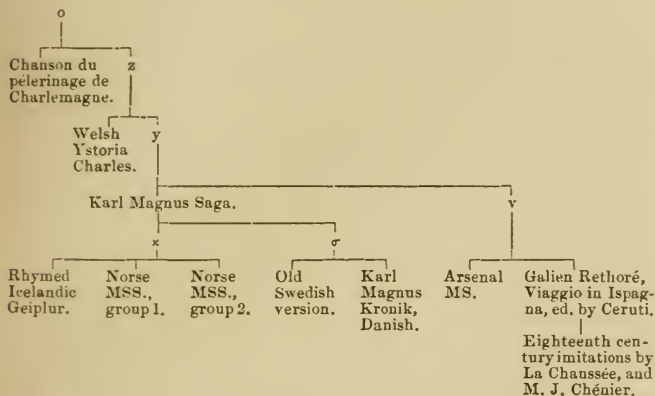 o
Chanson du
pèlerinage de
Charlemagne.
z
Welsh
Ystoria
Charles.
y
Karl Magnus Saga.
v
x
σ
Rhymed
Icelandic
Geiplur.
Norse
MSS.,
group 1.
Norse
MSS.,
group 2.
Old
Swedish
version.
Karl
Magnus
Kronik,
Danish.
Arsenal
MS.
Galien Rethoré,
Viaggio in Ispag-
na, ed. by Ceruti.
Eighteenth cen-
tury imitations by
La Chaussée, and
M. J. Chénier.